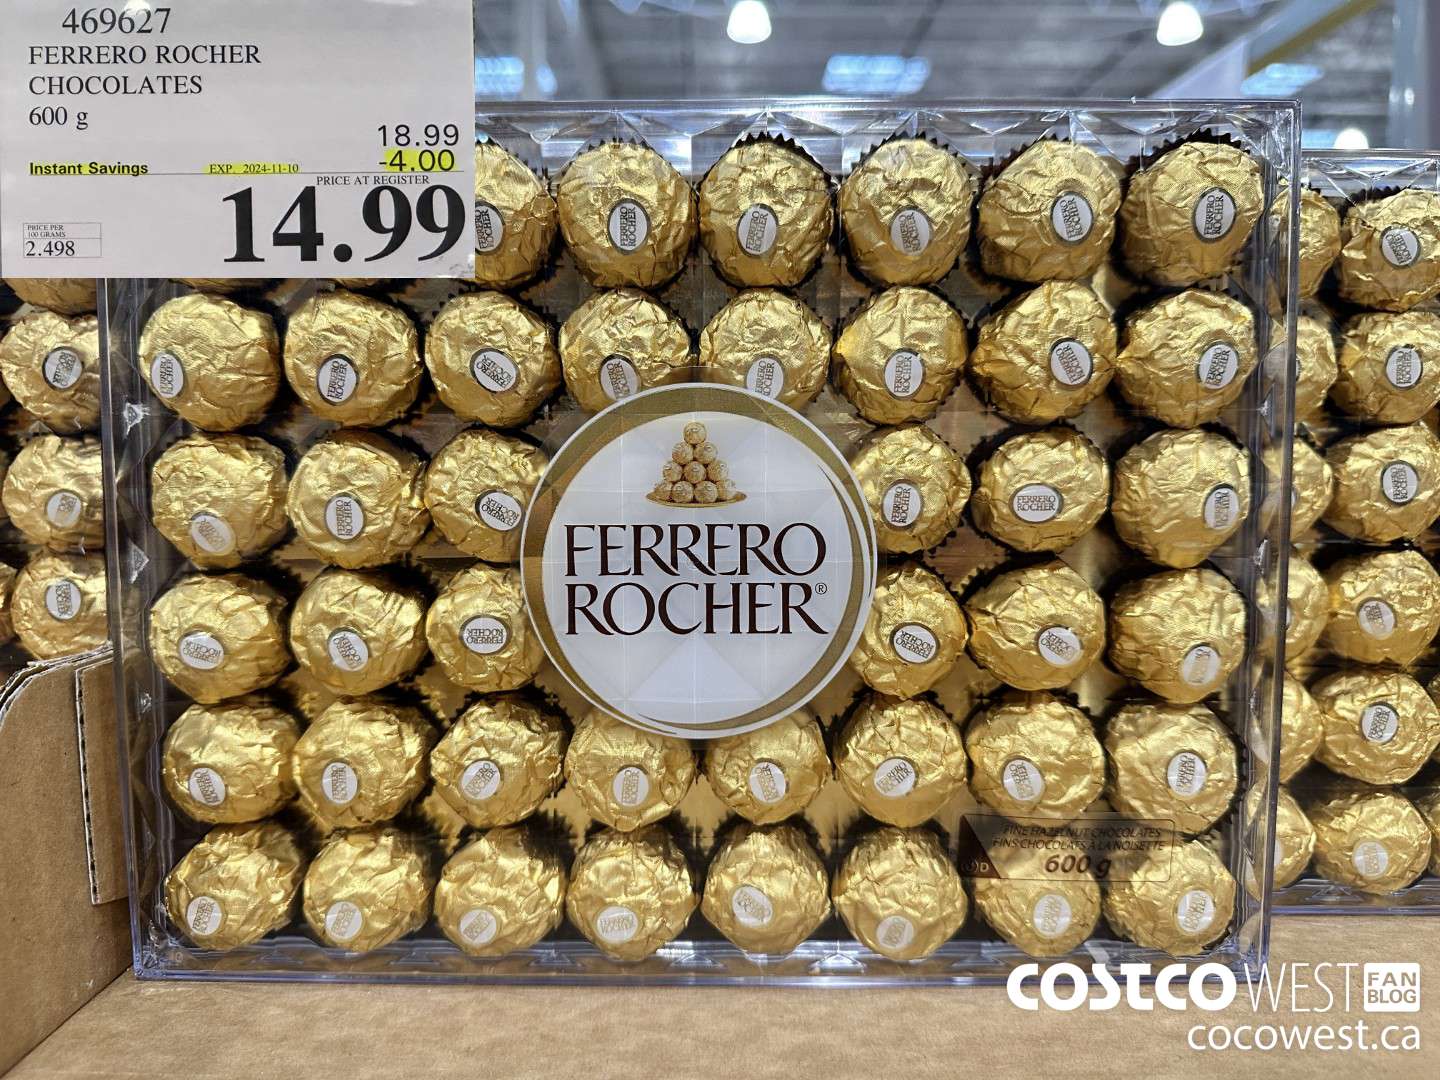 469627
FERRERO ROCHER
CHOCOLATES
600 g
18.99
Instant Savings EXP. 2024-11-10 -4.00
PRICE AT REGISTER
14.99
PRICE PER
100 GRAMS
2.498
FERRERO
ROCHER®
FINE HAZELNUT CHOCOLATES
FINS CHOCOLATS À LA NOISETTE
D
600 g
COSTCO WEST FAN
BLOG
cocowest.ca